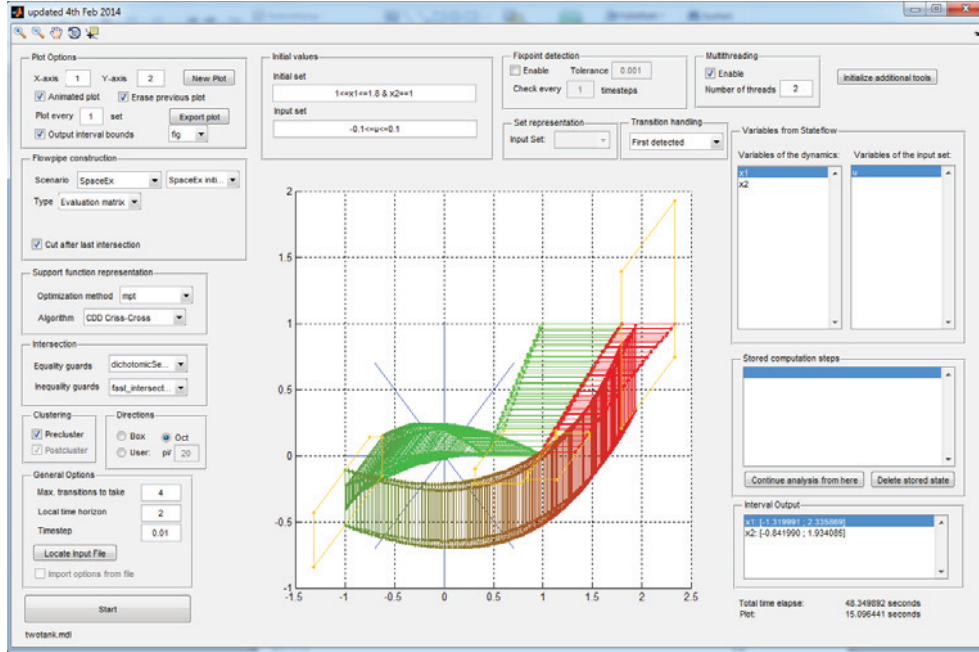 updated 4th Feb 2014
Plot Options
X-axis 1 Y-axis 2 New Plot
Animated plot Erase previous plot
Plot every 1 set Export plot
Output interval bounds fig
Flowpipe construction
Scenario SpaceEx SpaceEx initi...
Type Evaluation matrix
Cut after last intersection
Support function representation
Optimization method mpt
Algorithm CDD Criss-Cross
Intersection
Equality guards dichotomicSe...
Inequality guards fast_intersect...
Clustering
Precluster
Postcluster
Directions
Box Oct
User: pi/ 20
General Options
Max. transitions to take 4
Local time horizon 2
Timestep 0.01
Locate Input File
Import options from file
Start
twotank.mdl
Initial values
Initial set
1<=x1<=1.8 & x2==1
Input set
-0.1<=u<=0.1
Fixpoint detection
Enable Tolerance 0.001
Check every 1 timesteps
Set representation
Input Set:
Multithreading
Enable
Number of threads 2
Transition handling
First detected
Initialize additional tools
2
1.5
1
0.5
0
-0.5
-1
-1.5 -1 -0.5 0 0.5 1 1.5 2 2.5
Variables from Stateflow
Variables of the dynamics: Variables of the input set:
x1 u
x2
Stored computation steps
Continue analysis from here Delete stored state
Interval Output
x1: [-1.319991 ; 2.335869]
x2: [-0.841990 ; 1.934085]
Total time elapse: 48.349892 seconds
Plot: 15.096441 seconds